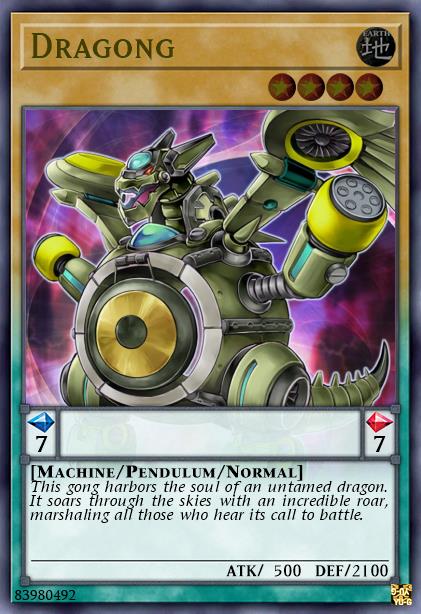 Dragong
EARTH
地
7
7
[Machine/Pendulum/Normal]
This gong harbors the soul of an untamed dragon.
It soars through the skies with an incredible roar,
marshaling all those who hear its call to battle.
ATK/ 500 DEF/2100
83980492